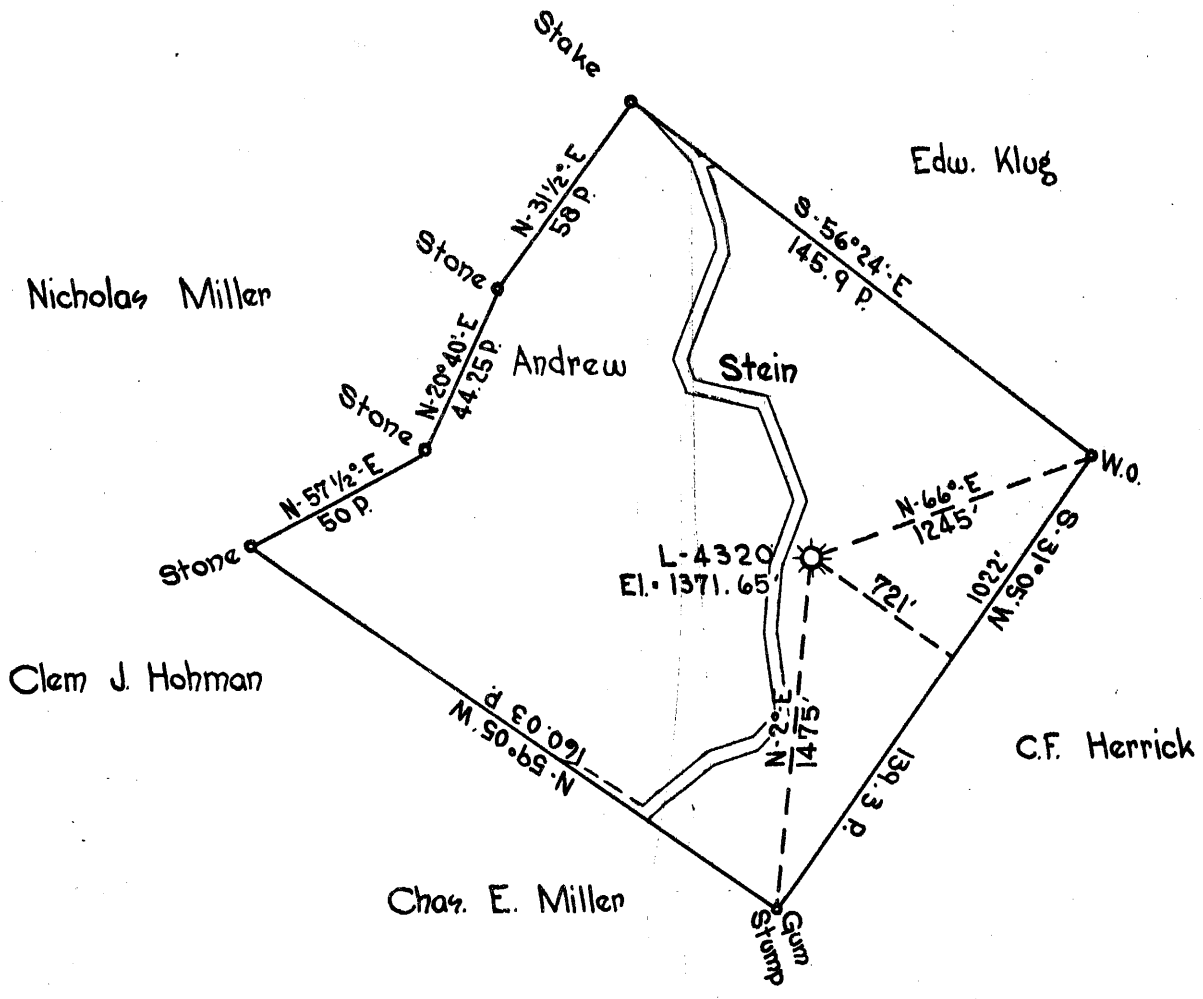 Stake
Edw. Klug
N-31½°-E
58 P.
S-56°24'-E
145.9 P.
Stone
Nicholas Miller
N-20°40'-E
44.25 P.
Andrew Stein
Stone
N-57½°-E
50 P.
W.O.
N-66°-E
1245'
Stone
L-4320
El. 1371.65'
721'
1022'
S-31°05'W
139.3 P.
Clem J. Hohman
N-59°05'W
160.03 P.
N-2°-E
1475'
C.F. Herrick
Chas. E. Miller
Gum
Stump